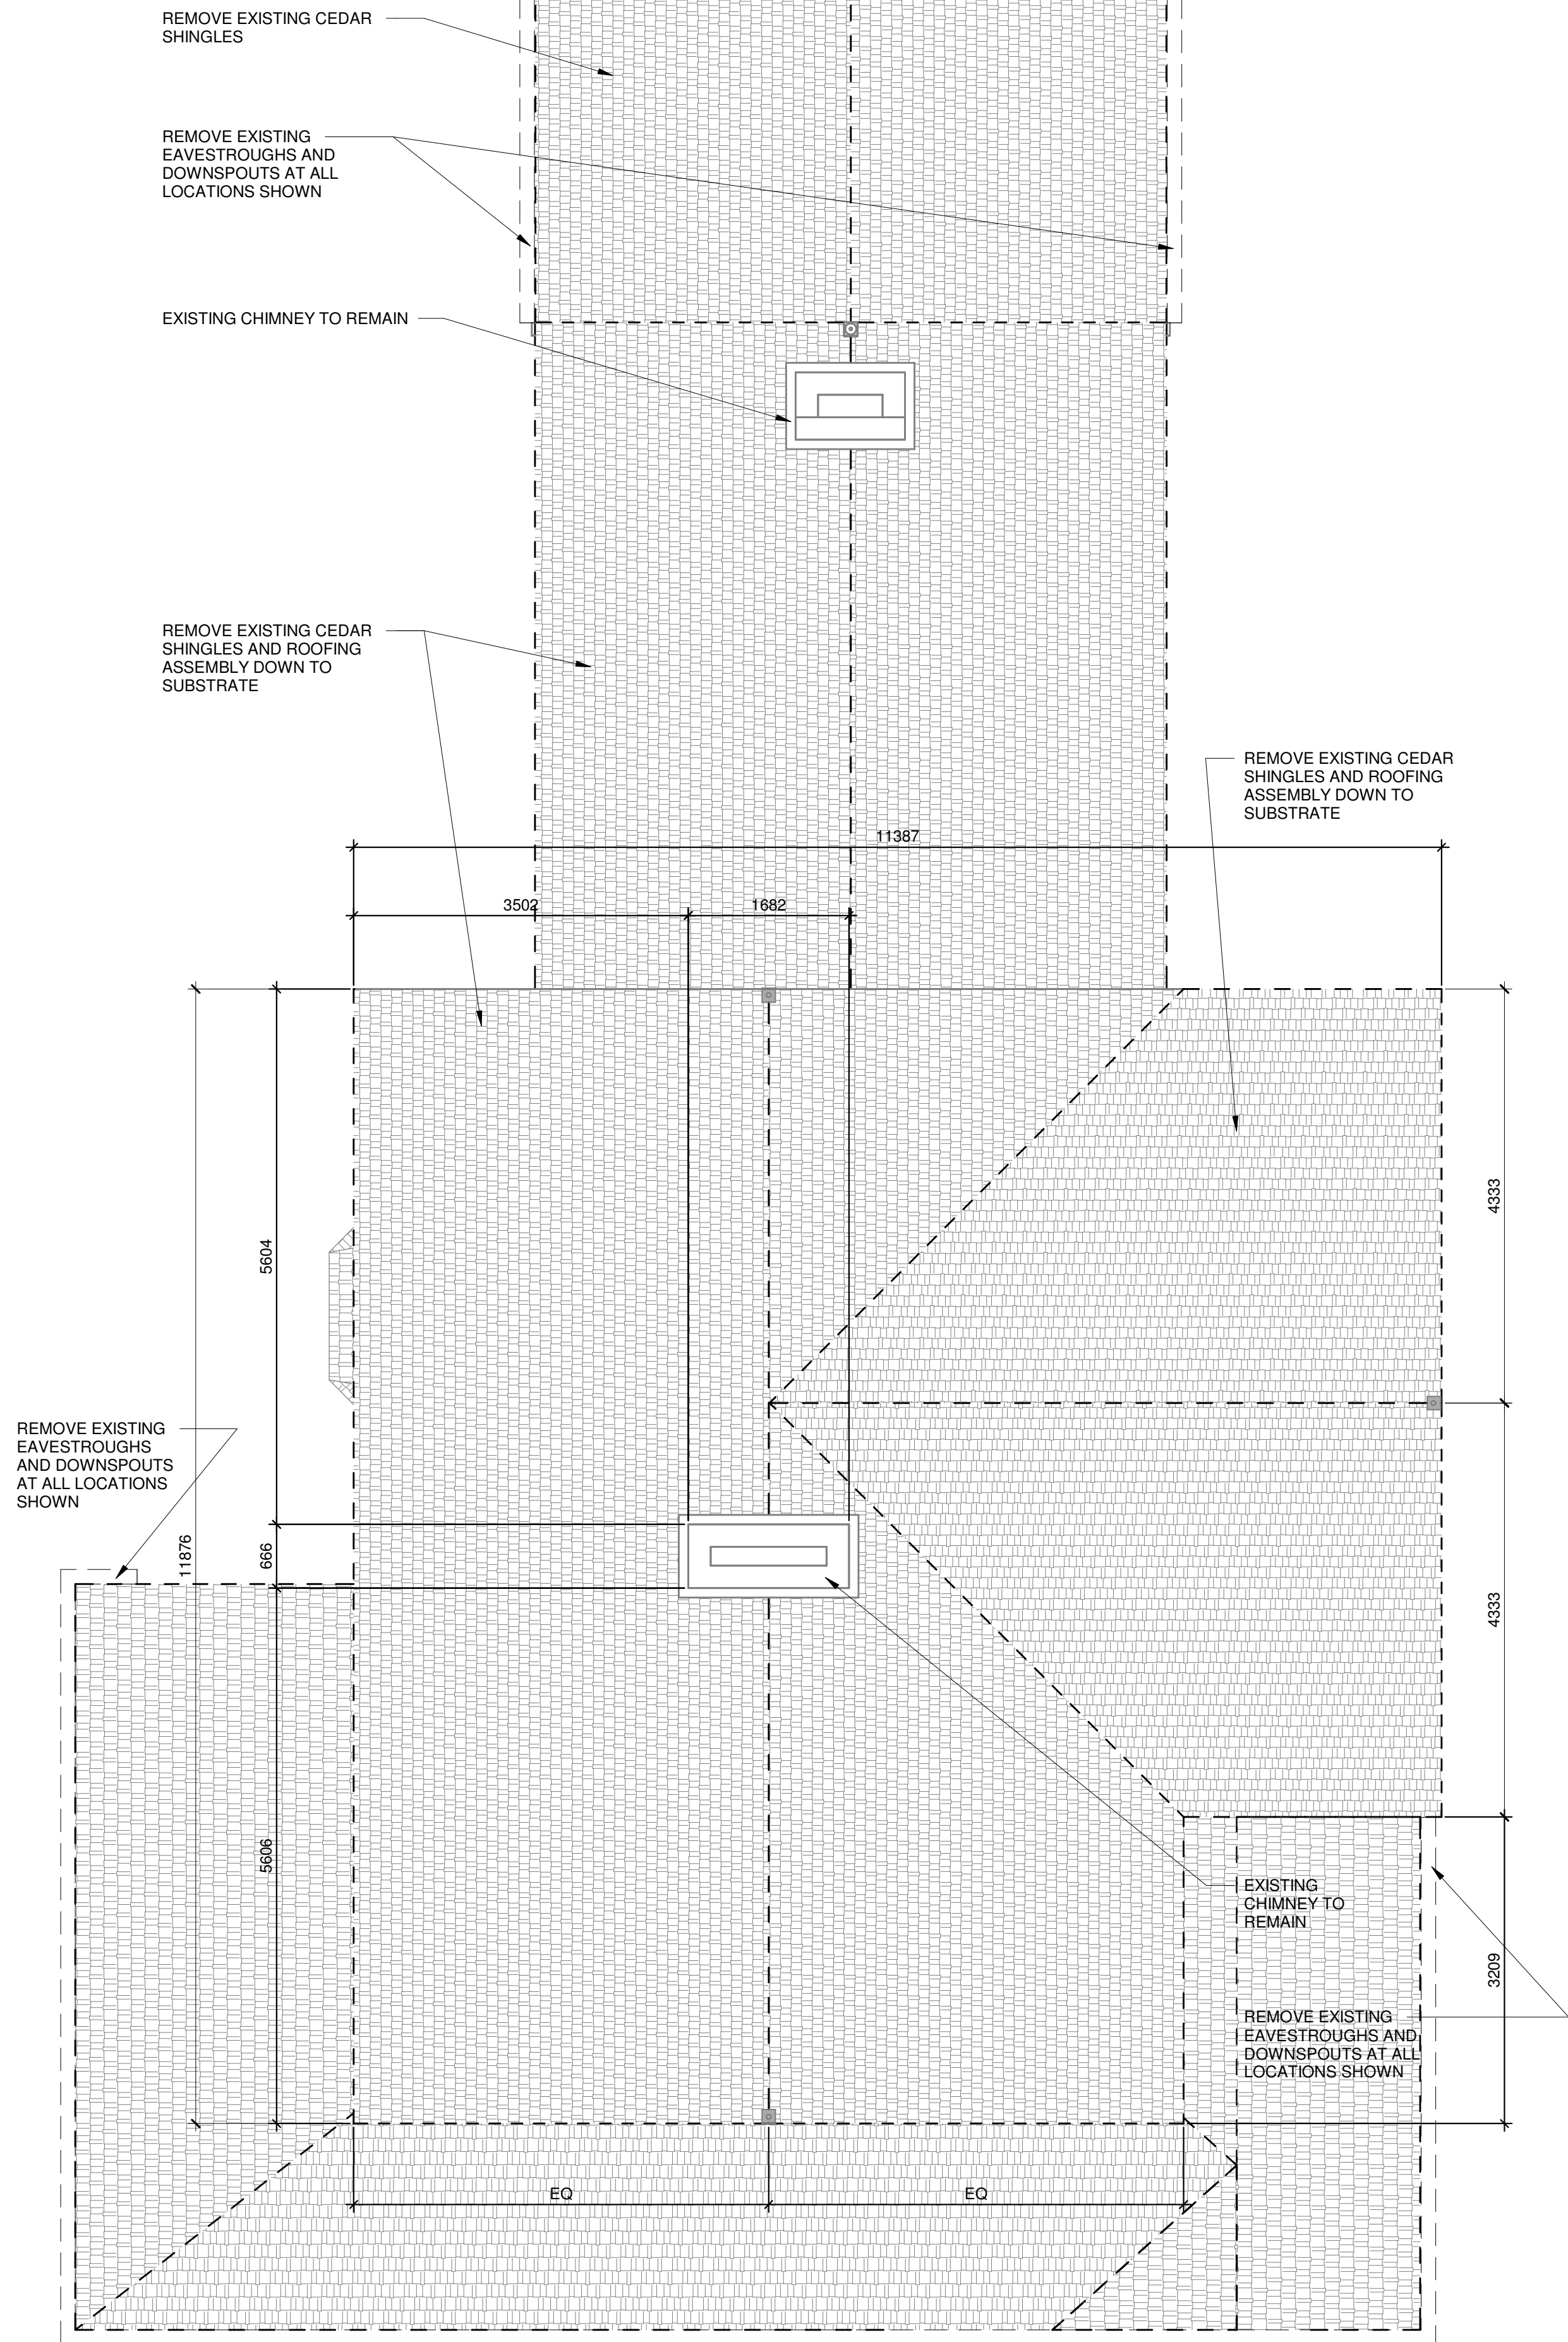 REMOVE EXISTING CEDAR
SHINGLES
REMOVE EXISTING
EAVESTROUGHS AND
DOWNSPOUTS AT ALL
LOCATIONS SHOWN
EXISTING CHIMNEY TO REMAIN
REMOVE EXISTING CEDAR
SHINGLES AND ROOFING
ASSEMBLY DOWN TO
SUBSTRATE
REMOVE EXISTING CEDAR
SHINGLES AND ROOFING
ASSEMBLY DOWN TO
SUBSTRATE
11387
3502
1682
4333
5604
REMOVE EXISTING
EAVESTROUGHS
AND DOWNSPOUTS
AT ALL LOCATIONS
SHOWN
11876
666
4333
5606
EXISTING
CHIMNEY TO
REMAIN
3209
REMOVE EXISTING
EAVESTROUGHS AND
DOWNSPOUTS AT ALL
LOCATIONS SHOWN
EQ
EQ